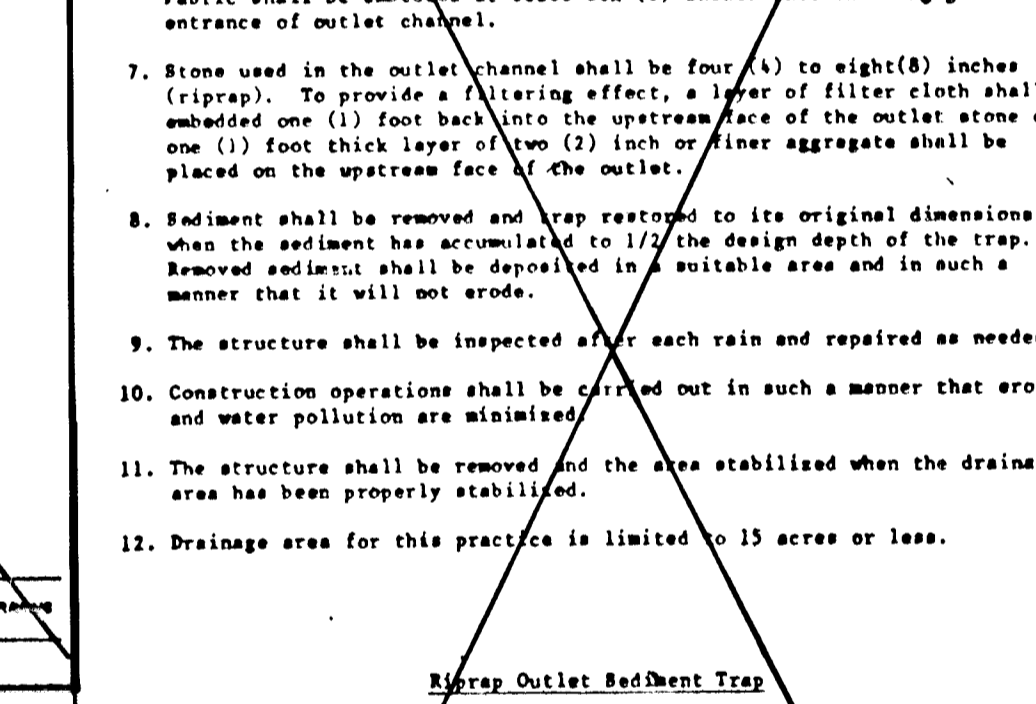 entrance of outlet channel.
7. Stone used in the outlet channel shall be four (4) to eight(8) inches
(riprap). To provide a filtering effect, a layer of filter cloth shal
embedded one (1) foot back into the upstream face of the outlet stone
one (1) foot thick layer of two (2) inch or finer aggregate shall be
placed on the upstream face of the outlet.
8. Sediment shall be removed and trap restored to its original dimensions
when the sediment has accumulated to 1/2 the design depth of the trap.
Removed sediment shall be deposited in a suitable area and in such a
manner that it will not erode.
9. The structure shall be inspected after each rain and repaired as neede
10. Construction operations shall be carried out in such a manner that ero
and water pollution are minimized.
11. The structure shall be removed and the area stabilized when the draina
area has been properly stabilized.
12. Drainage area for this practice is limited to 15 acres or less.
Riprap Outlet Sediment Trap